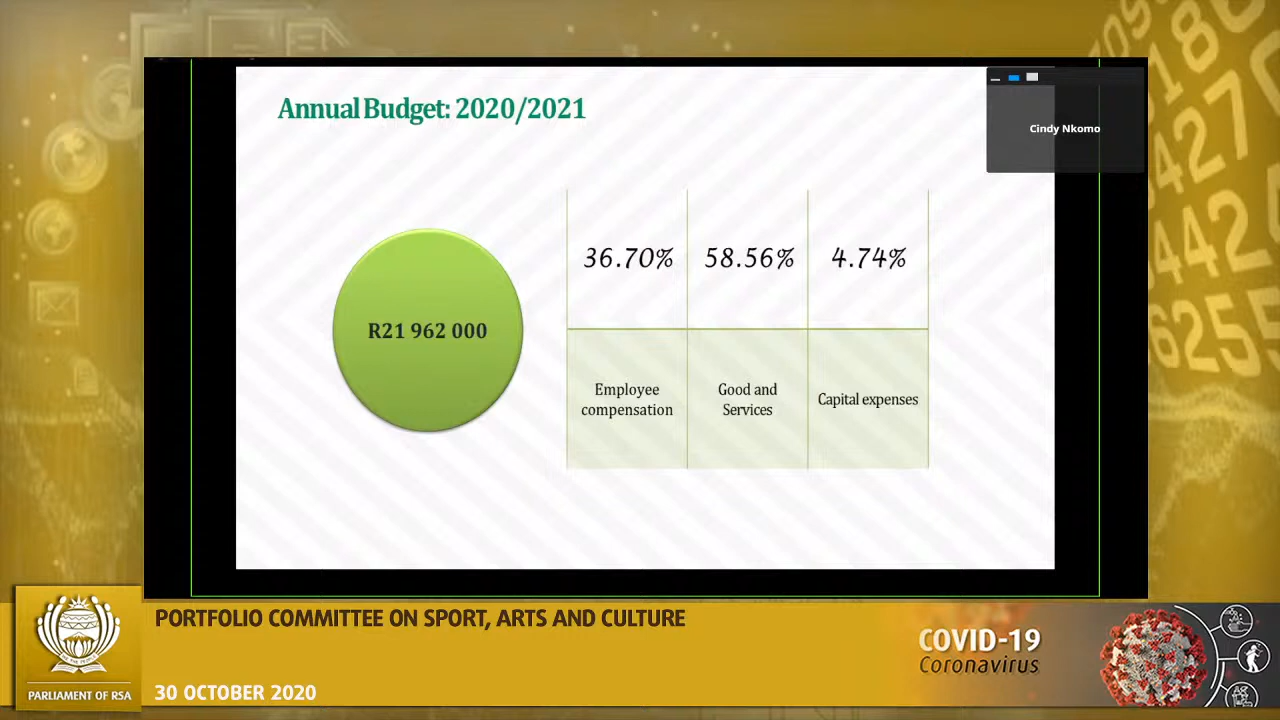 Annual Budget: 2020/2021
Cindy Nkomo
R21 962 000
36.70%
58.56%
4.74%
Employee
compensation
Good and
Services
Capital expenses
PORTFOLIO COMMITTEE ON SPORT, ARTS AND CULTURE
30 OCTOBER 2020
PARLIAMENT OF RSA
COVID-19
Coronavirus